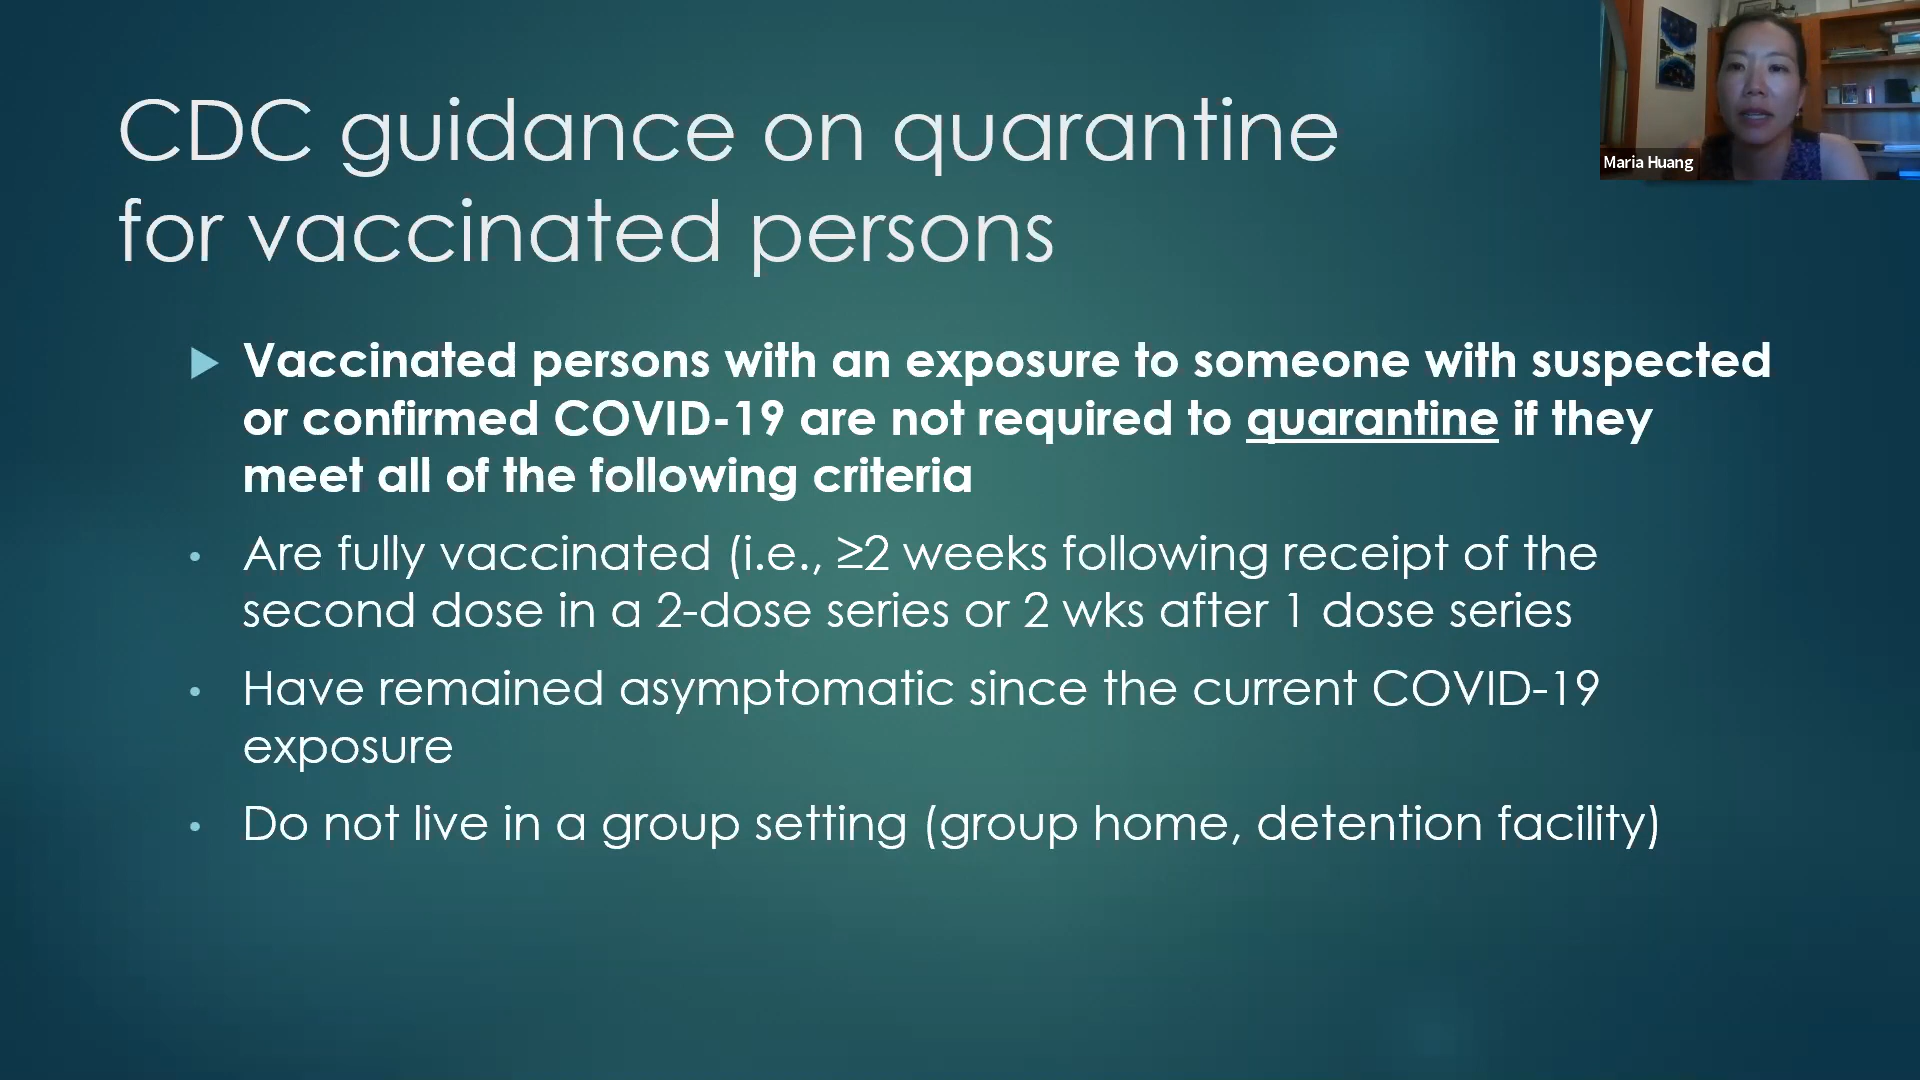 CDC guidance on quarantine
for vaccinated persons
Maria Huang
Vaccinated persons with an exposure to someone with suspected
or confirmed COVID-19 are not required to quarantine if they
meet all of the following criteria
Are fully vaccinated (i.e., ≥2 weeks following receipt of the
second dose in a 2-dose series or 2 wks after 1 dose series
Have remained asymptomatic since the current COVID-19
exposure
Do not live in a group setting (group home, detention facility)